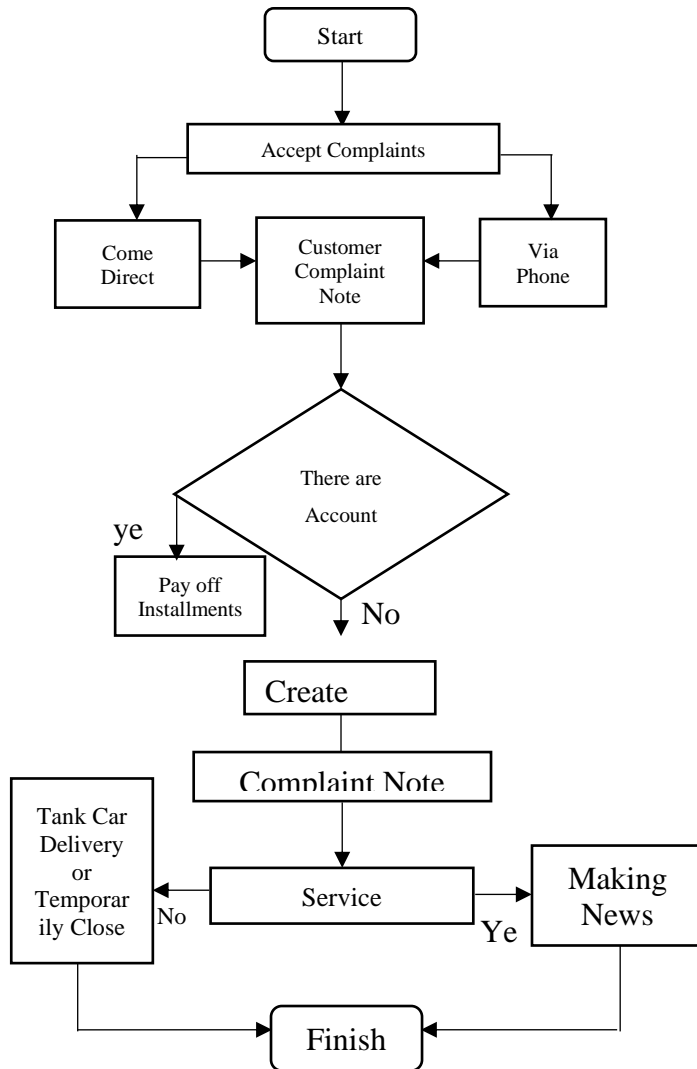 Start
Accept Complaints
Come
Direct
Customer
Complaint
Note
Via
Phone
There are
Account
ye
Pay off
Installments
No
Create
Complaint Note
Tank Car
Delivery
or
Temporar
ily Close
No
Service
Ye
Making
News
Finish